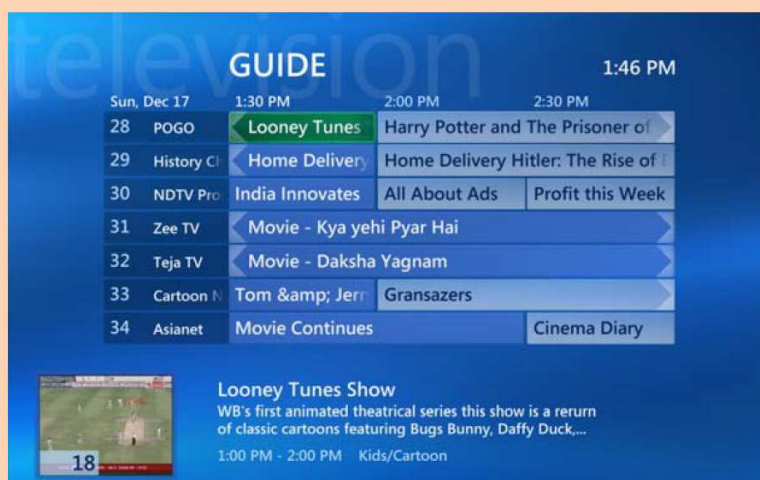 television
GUIDE
1:46 PM
Sun, Dec 17 1:30 PM 2:00 PM 2:30 PM
28 POGO Looney Tunes Harry Potter and The Prisoner of
29 History C Home Delivery Home Delivery Hitler: The Rise of E
30 NDTV Pro India Innovates All About Ads Profit this Week
31 Zee TV Movie - Kya yehi Pyar Hai
32 Teja TV Movie - Daksha Yagnam
33 Cartoon N Tom &amp; Jerr Gransazers
34 Asianet Movie Continues Cinema Diary
Looney Tunes Show
WB's first animated theatrical series this show is a rerurn
of classic cartoons featuring Bugs Bunny, Daffy Duck,...
1:00 PM - 2:00 PM Kids/Cartoon
18